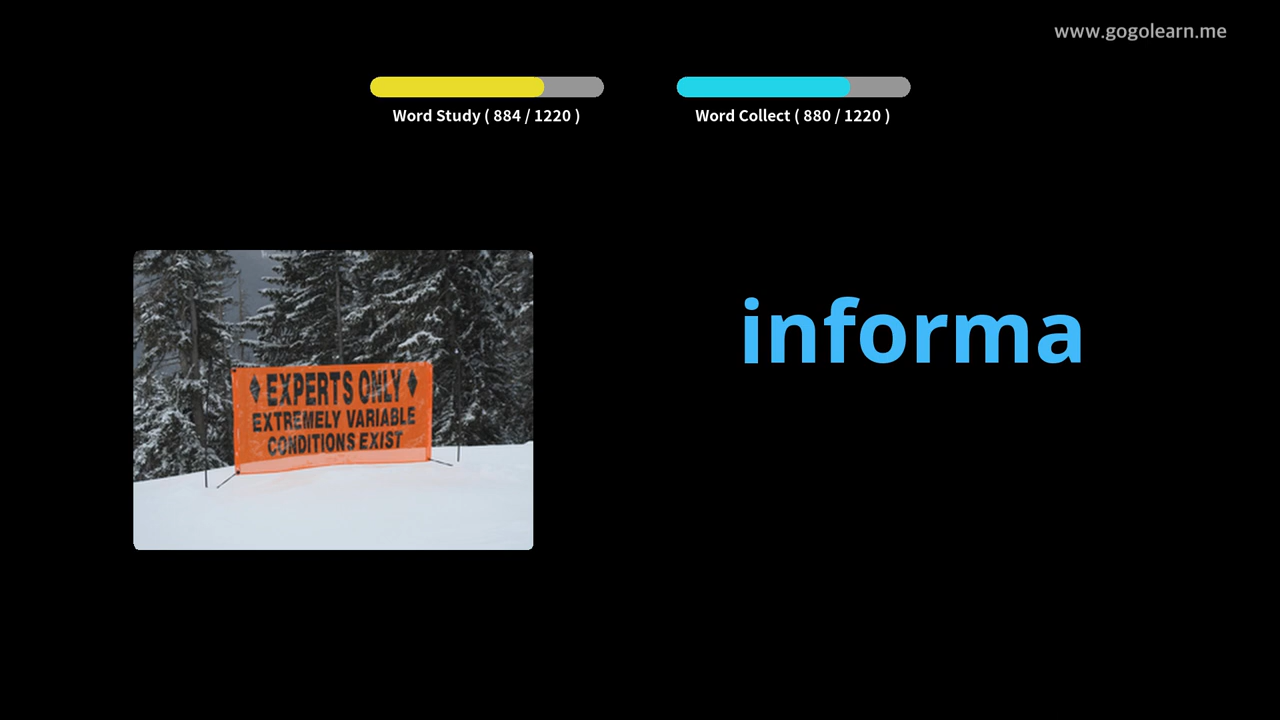 www.gogolearn.me
Word Study ( 884 / 1220 )
Word Collect ( 880 / 1220 )
EXPERTS ONLY
EXTREMELY VARIABLE
CONDITIONS EXIST
informa